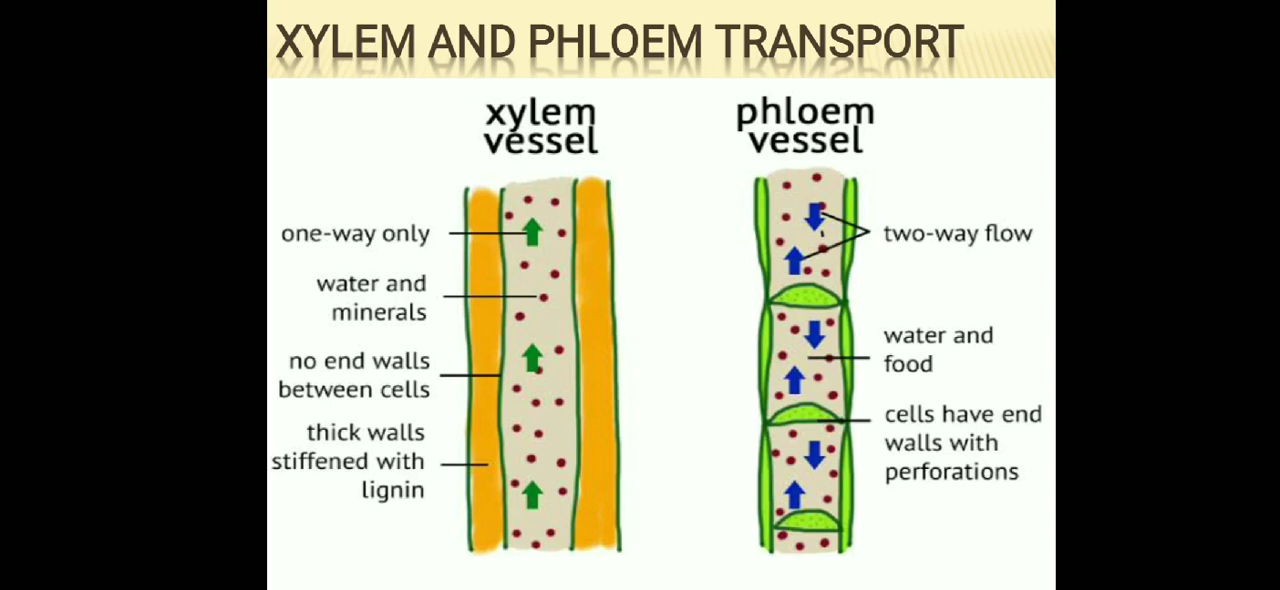 XYLEM AND PHLOEM TRANSPORT
xylem
vessel
one-way only
water and
minerals
no end walls
between cells
thick walls
stiffened with
lignin
phloem
vessel
two-way flow
water and
food
cells have end
walls with
perforations